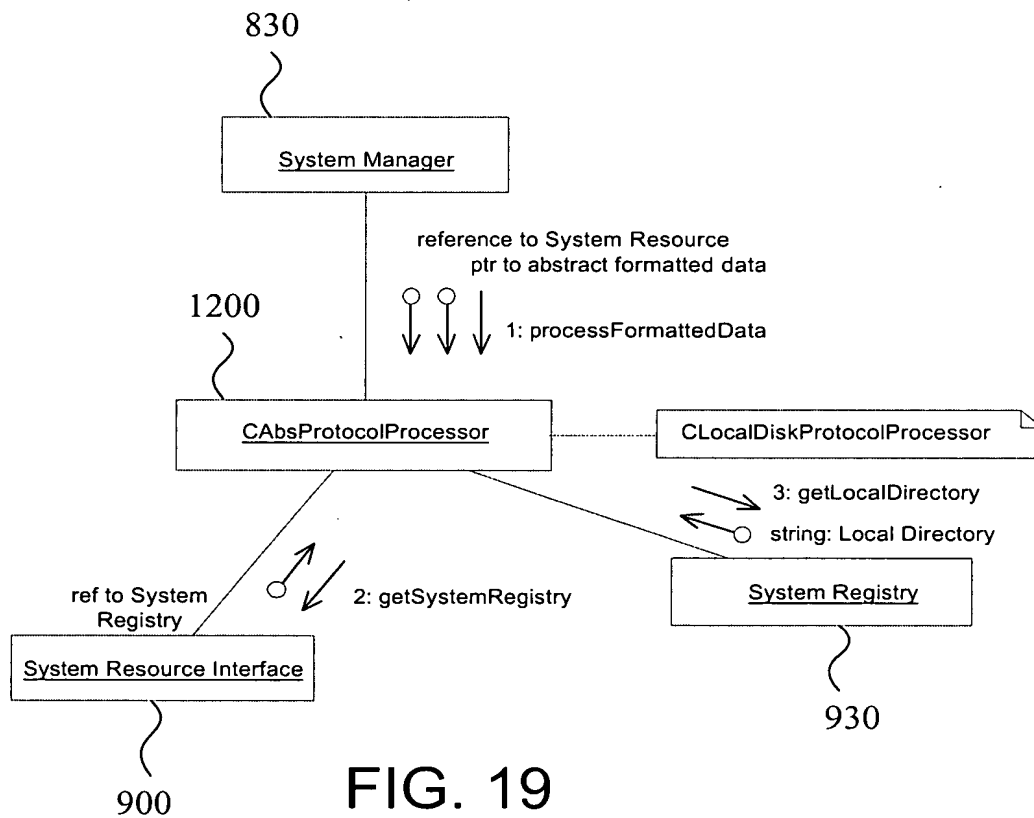 830
System Manager
reference to System Resource
ptr to abstract formatted data
1200
1: processFormattedData
CAbsProtocolProcessor
CLocalDiskProtocolProcessor
3: getLocalDirectory
string: Local Directory
ref to System
Registry
2: getSystemRegistry
System Registry
System Resource Interface
930
900
FIG. 19